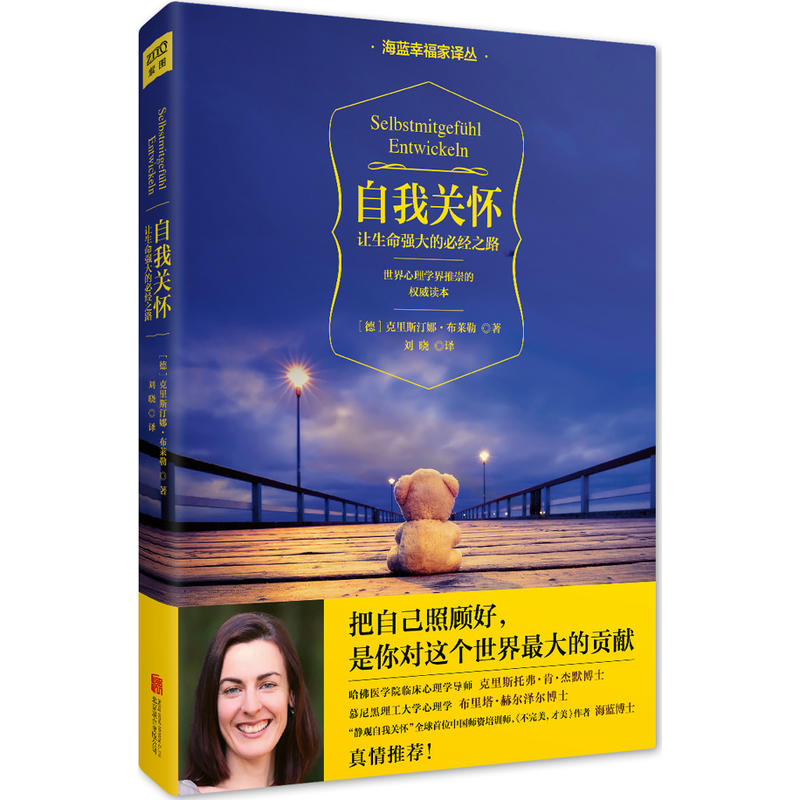 ·海蓝幸福家译丛·
Selbstmitgefühl
Entwickeln
自我关怀
让生命强大的必经之路
世界心理学界推崇的
权威读本
［德］克里斯汀娜·布莱勒 ◎著
刘 晓 ◎译
把自己照顾好，
是你对这个世界最大的贡献
哈佛医学院临床心理学导师 克里斯托弗·肯·杰默博士
慕尼黑理工大学心理学 布里塔·赫尔泽尔博士
“静观自我关怀”全球首位中国师资培训师，《不完美，才美》作者 海蓝博士
真情推荐！
ZITO
紫图
Selbstmitgefühl
Entwickeln
自我关怀
让生命强大的必经之路
［德］克里斯汀娜·布莱勒 ◎著
刘晓 ◎译